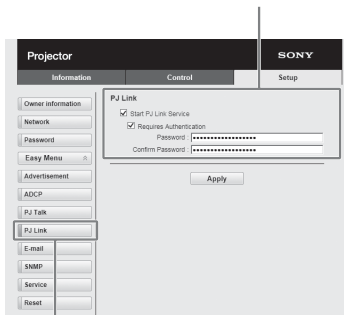 Projector
SONY
Information
Control
Setup
Owner information
Network
Password
Easy Menu
Advertisement
ADCP
PJ Talk
PJ Link
E-mail
SNMP
Service
Reset
PJ Link
Start PJ Link Service
Requires Authentication
Password :
Confirm Password :
Apply